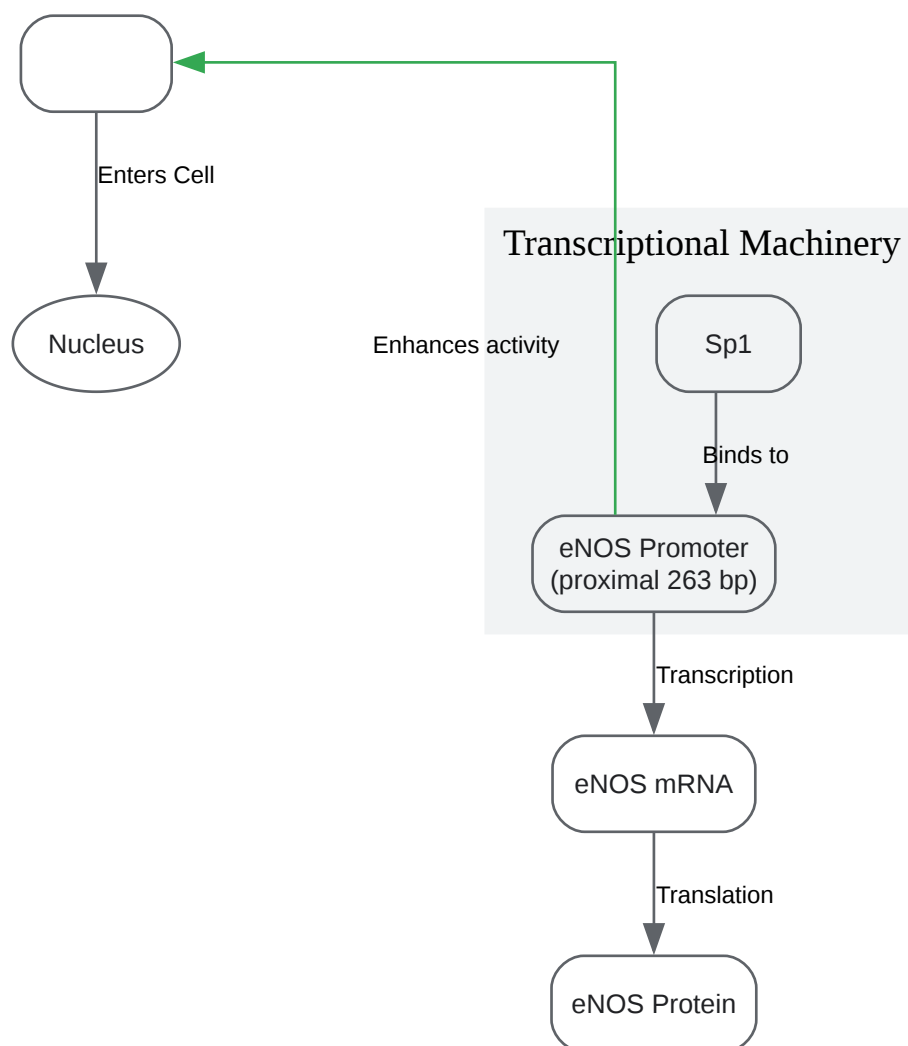 Enters Cell
Transcriptional Machinery
Nucleus
Enhances activity
Sp1
Binds to
eNOS Promoter
(proximal 263 bp)
Transcription
eNOS mRNA
Translation
eNOS Protein